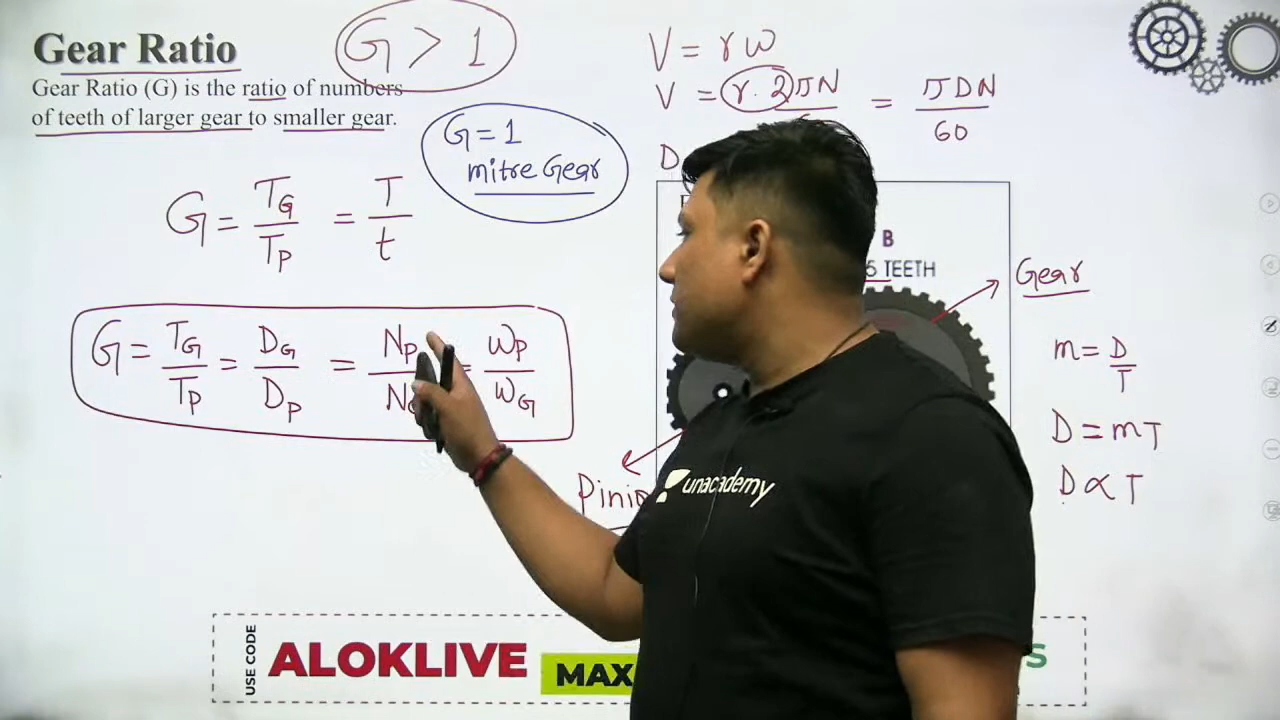 Gear Ratio
G > 1
Gear Ratio (G) is the ratio of numbers
of teeth of larger gear to smaller gear.
G = T_G / T_P = T / t
G = 1
mitre Gear
V = rω
V = r. 2πN = πDN / 60
D
B
TEETH
Gear
G = T_G / T_P = D_G / D_P = N_P / N = ω_P / ω_G
m = D / T
D = mT
D ∝ T
unacademy
USE CODE
ALOKLIVE
MAX
S